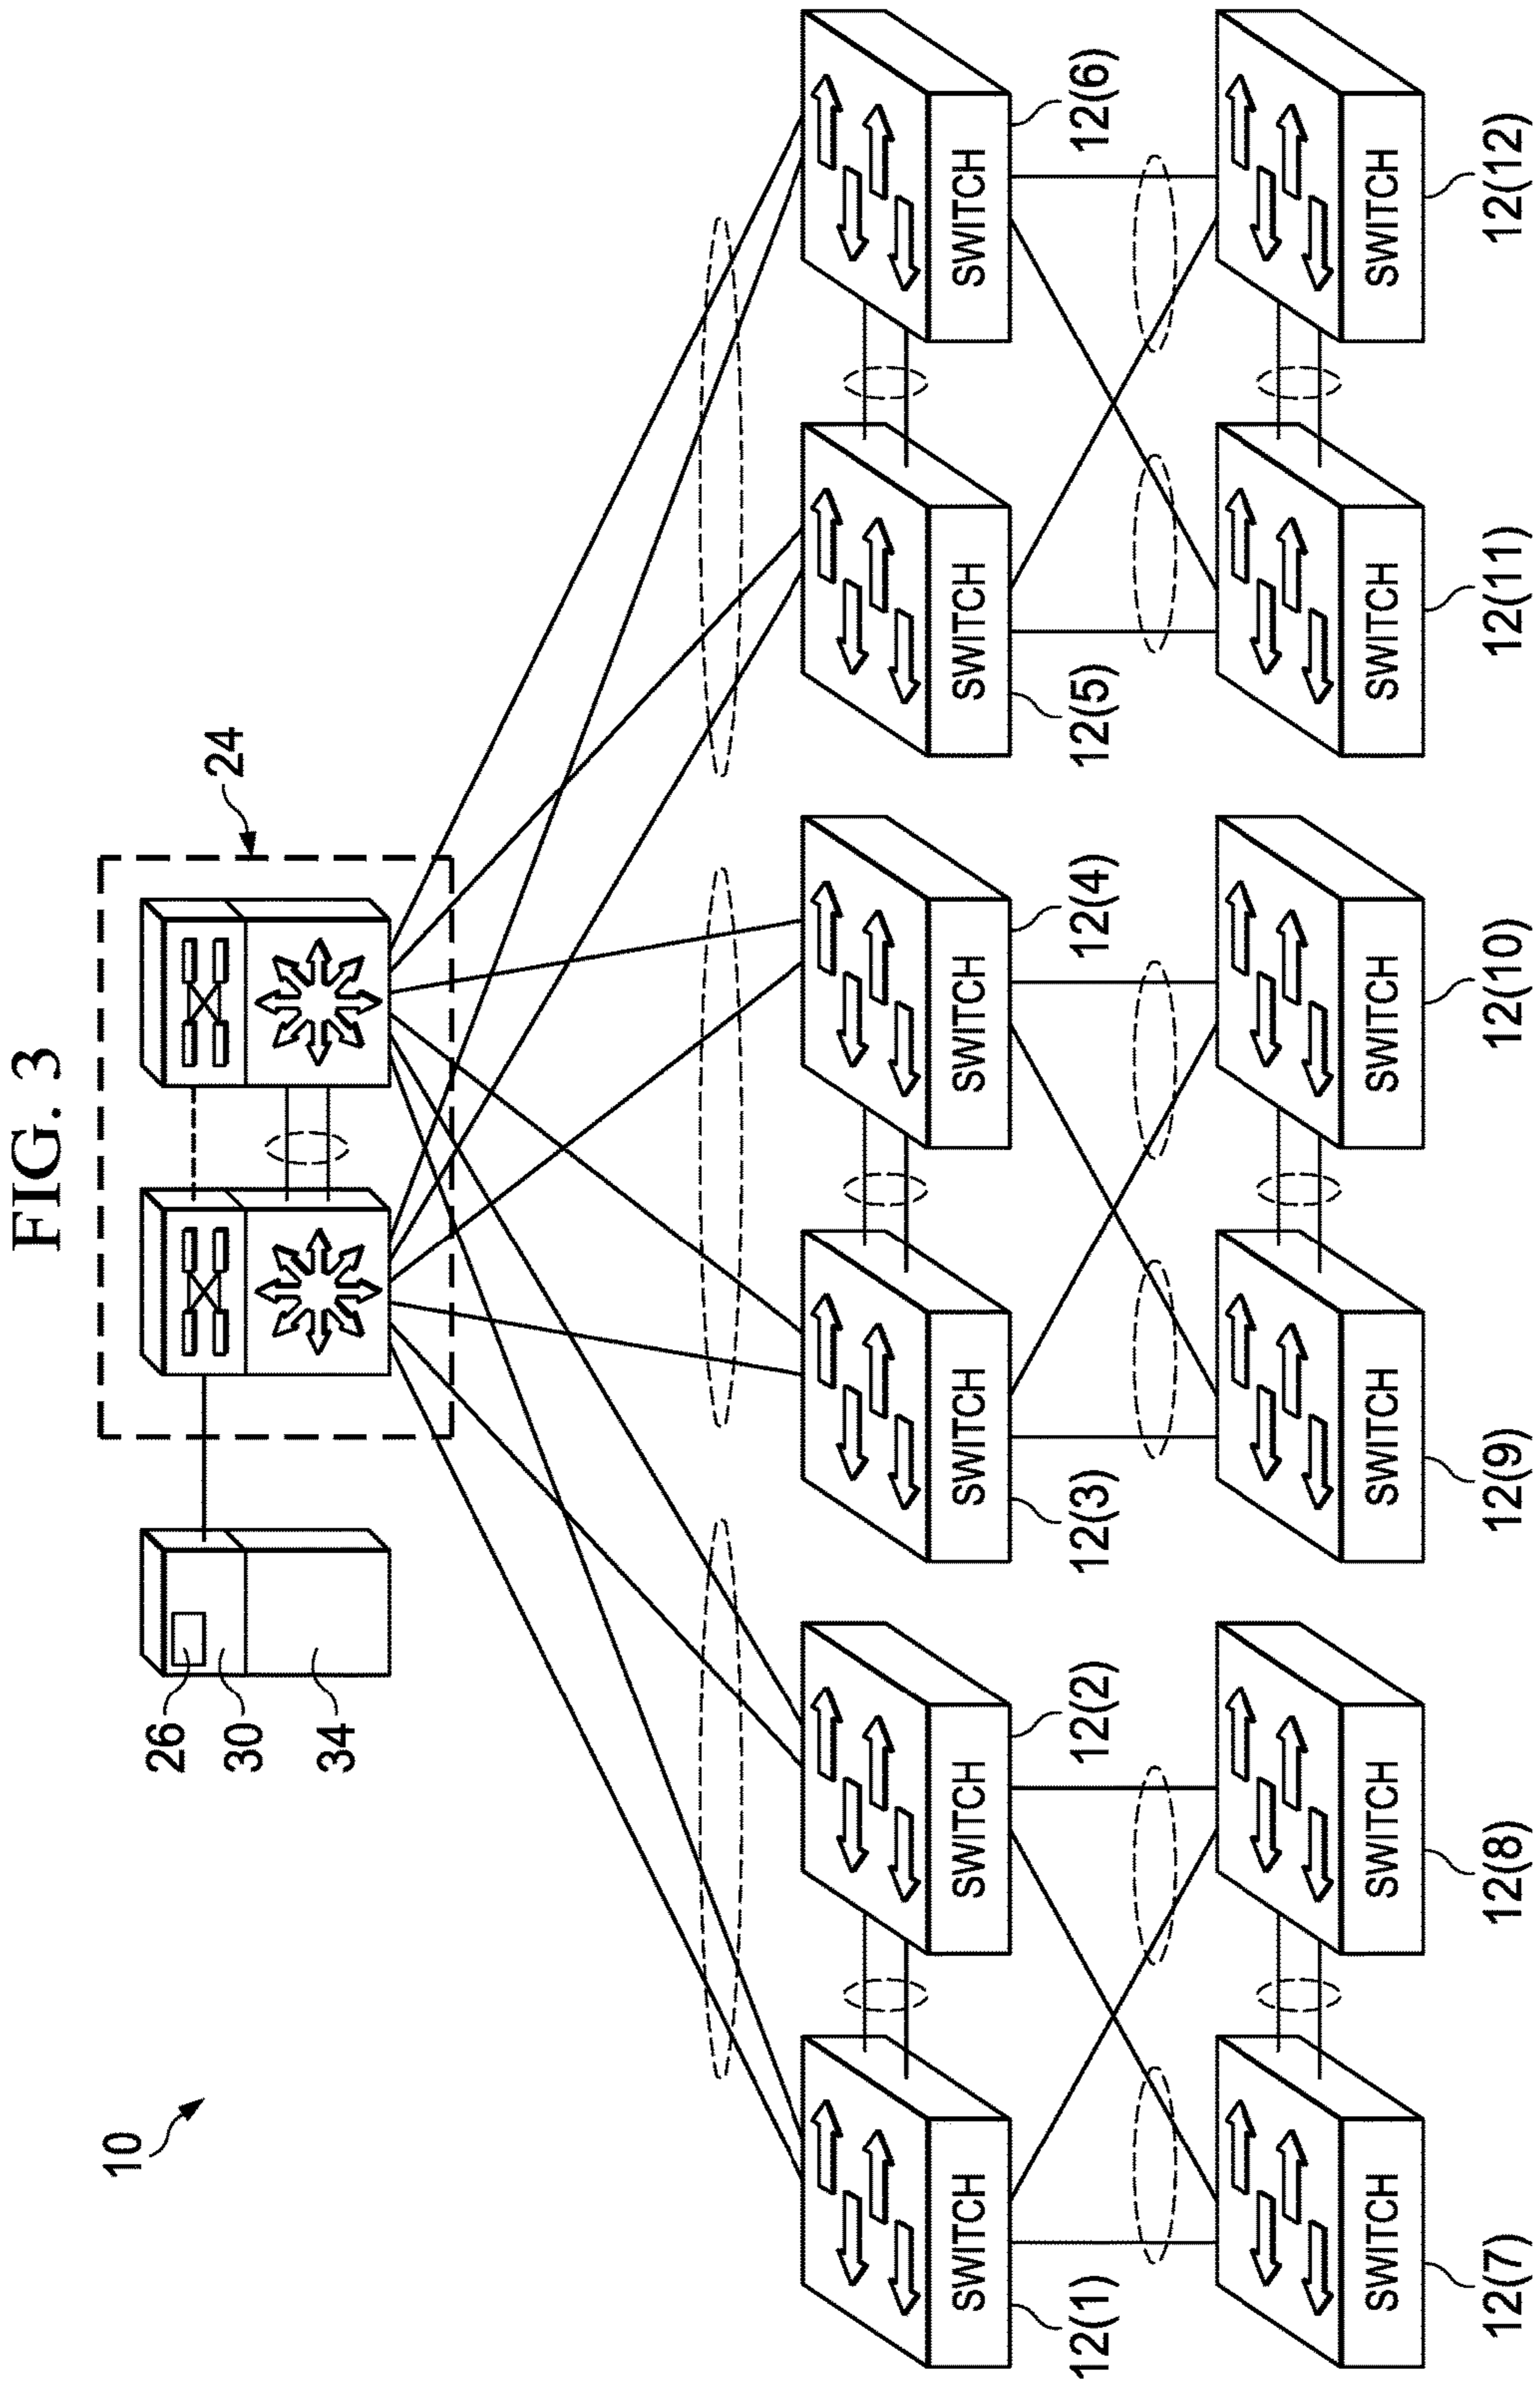 FIG. 3
10
24
26
30
34
SWITCH
SWITCH
SWITCH
SWITCH
SWITCH
SWITCH
12(1)
12(2)
12(3)
12(4)
12(5)
12(6)
SWITCH
SWITCH
SWITCH
SWITCH
SWITCH
SWITCH
12(7)
12(8)
12(9)
12(10)
12(11)
12(12)